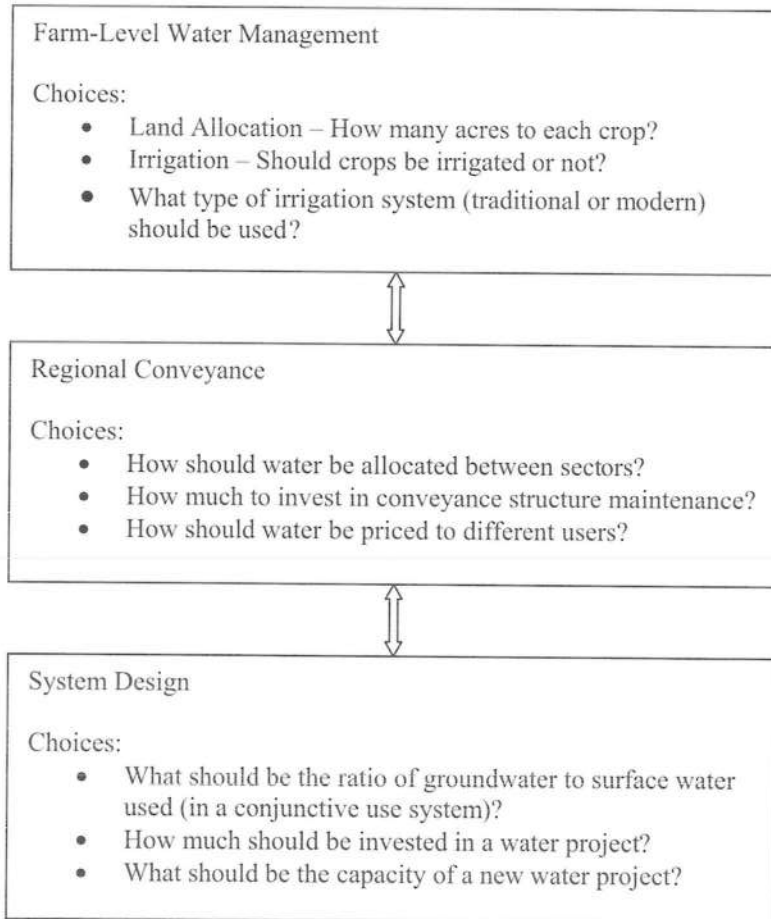 Farm-Level Water Management
Choices:
• Land Allocation – How many acres to each crop?
• Irrigation – Should crops be irrigated or not?
• What type of irrigation system (traditional or modern)
should be used?
Regional Conveyance
Choices:
• How should water be allocated between sectors?
• How much to invest in conveyance structure maintenance?
• How should water be priced to different users?
System Design
Choices:
• What should be the ratio of groundwater to surface water
used (in a conjunctive use system)?
• How much should be invested in a water project?
• What should be the capacity of a new water project?